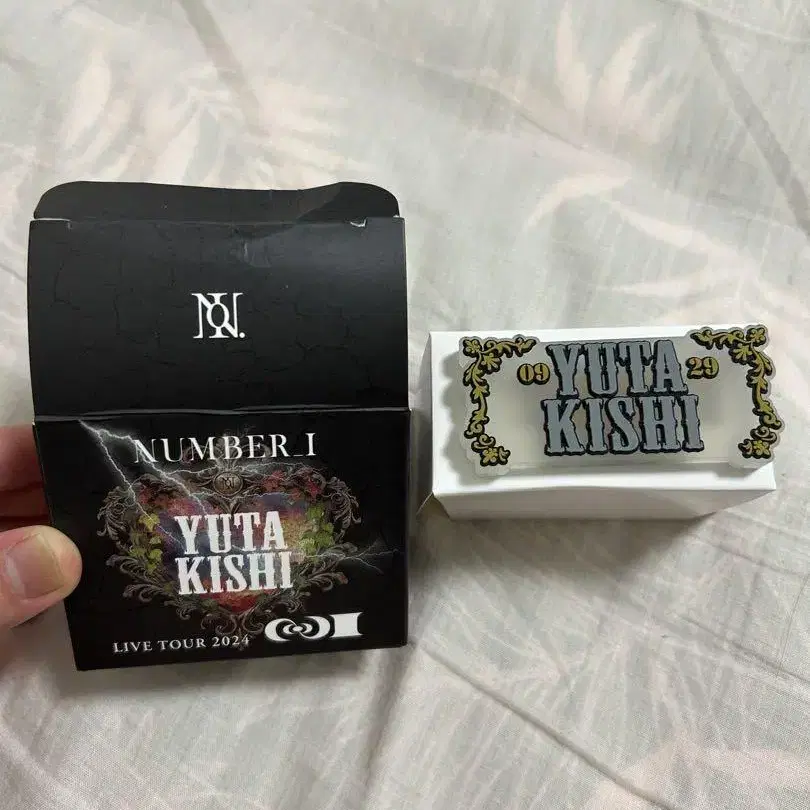 NUMBER_I
YUTA
KISHI
LIVE TOUR 2024
09 YUTA 29
KISHI